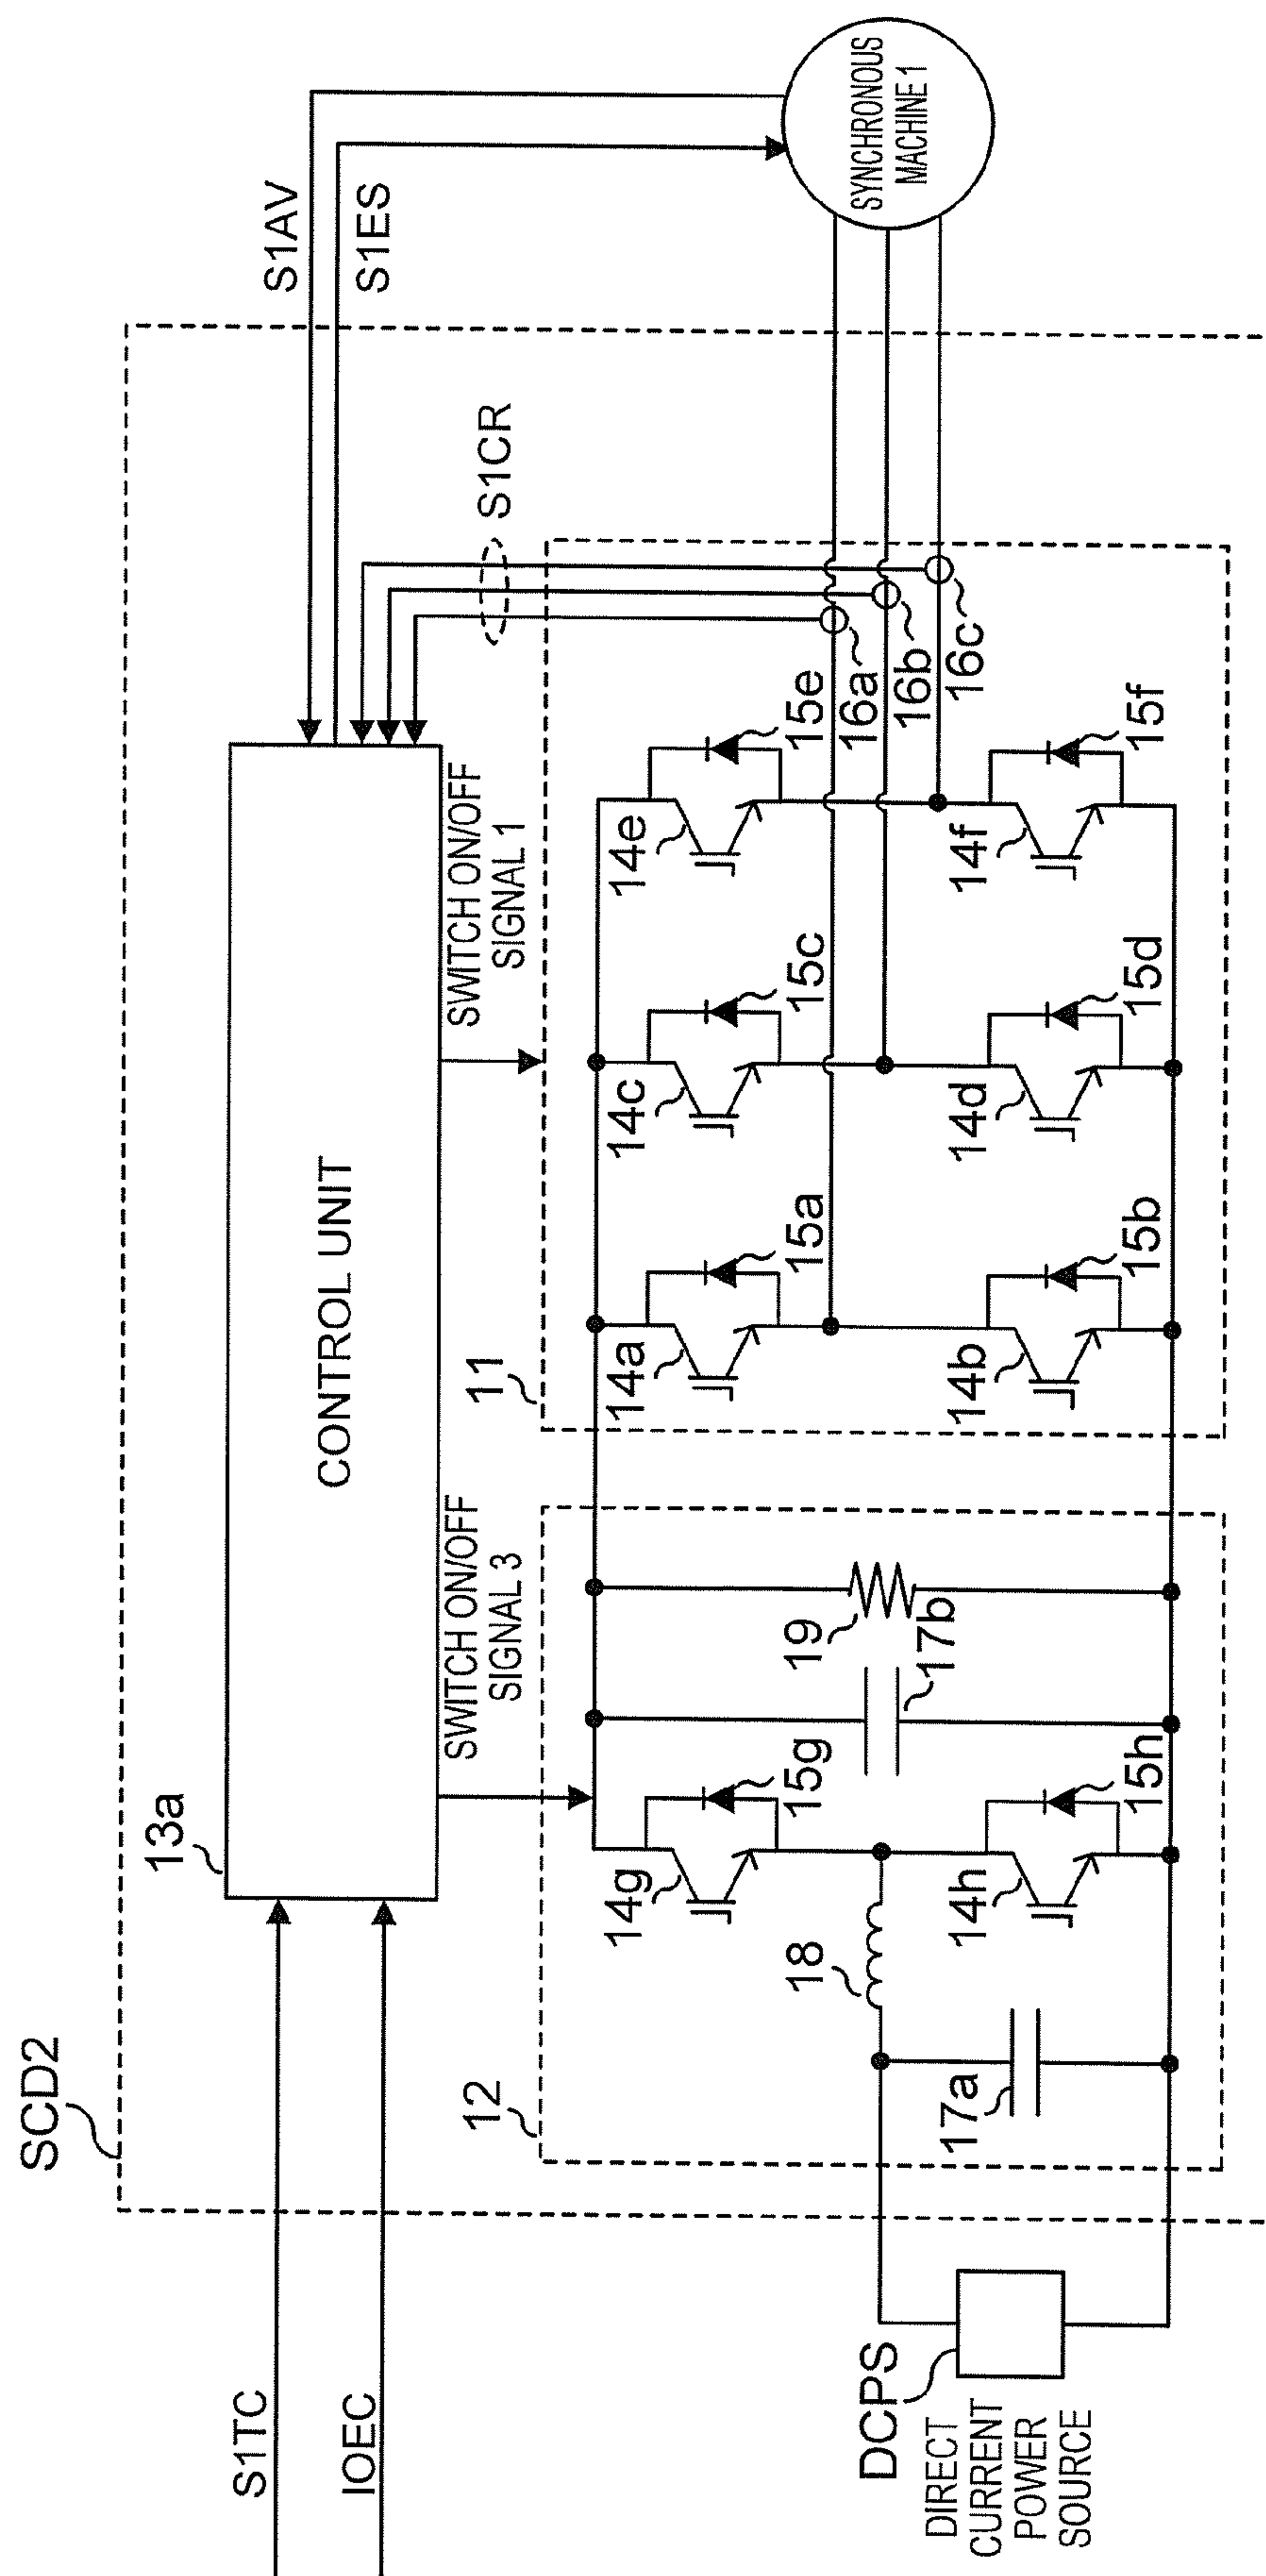 SCD2
13a
CONTROL UNIT
S1TC
IOEC
S1AV
S1ES
S1CR
SWITCH ON/OFF
SIGNAL 3
SWITCH ON/OFF
SIGNAL 1
12
11
14g
15g
14h
15h
18
17a
17b
19
14a
15a
14b
15b
14c
15c
14d
15d
14e
15e
14f
15f
16a
16b
16c
DCPS
DIRECT
CURRENT
POWER
SOURCE
SYNCHRONOUS
MACHINE 1